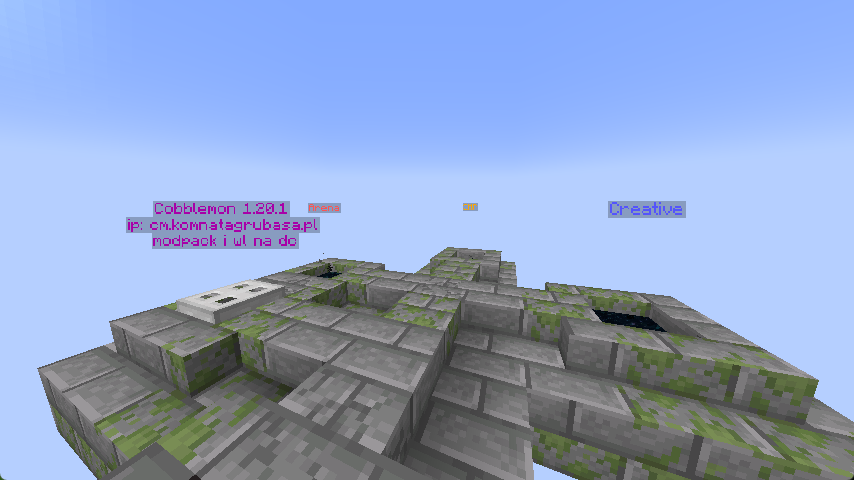 Cobblemon 1.20.1
ip: cm.komnatagrubasa.pl
modpack i wl na dc
Arena
Creative